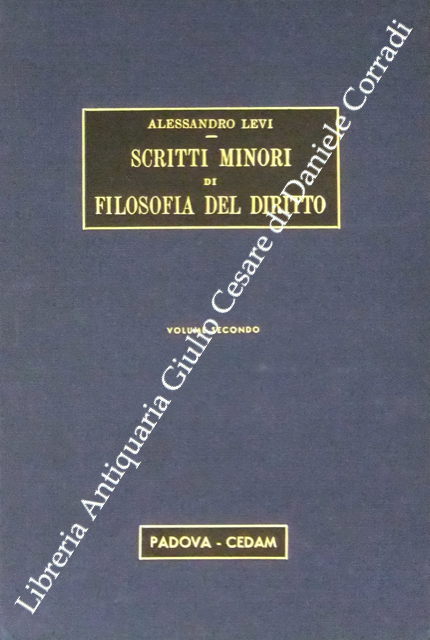 ALESSANDRO LEVI
SCRITTI MINORI
DI
FILOSOFIA DEL DIRITTO
VOLUME SECONDO
PADOVA - CEDAM
Libreria Antiquaria Giulio Cesare di Daniele Corradi